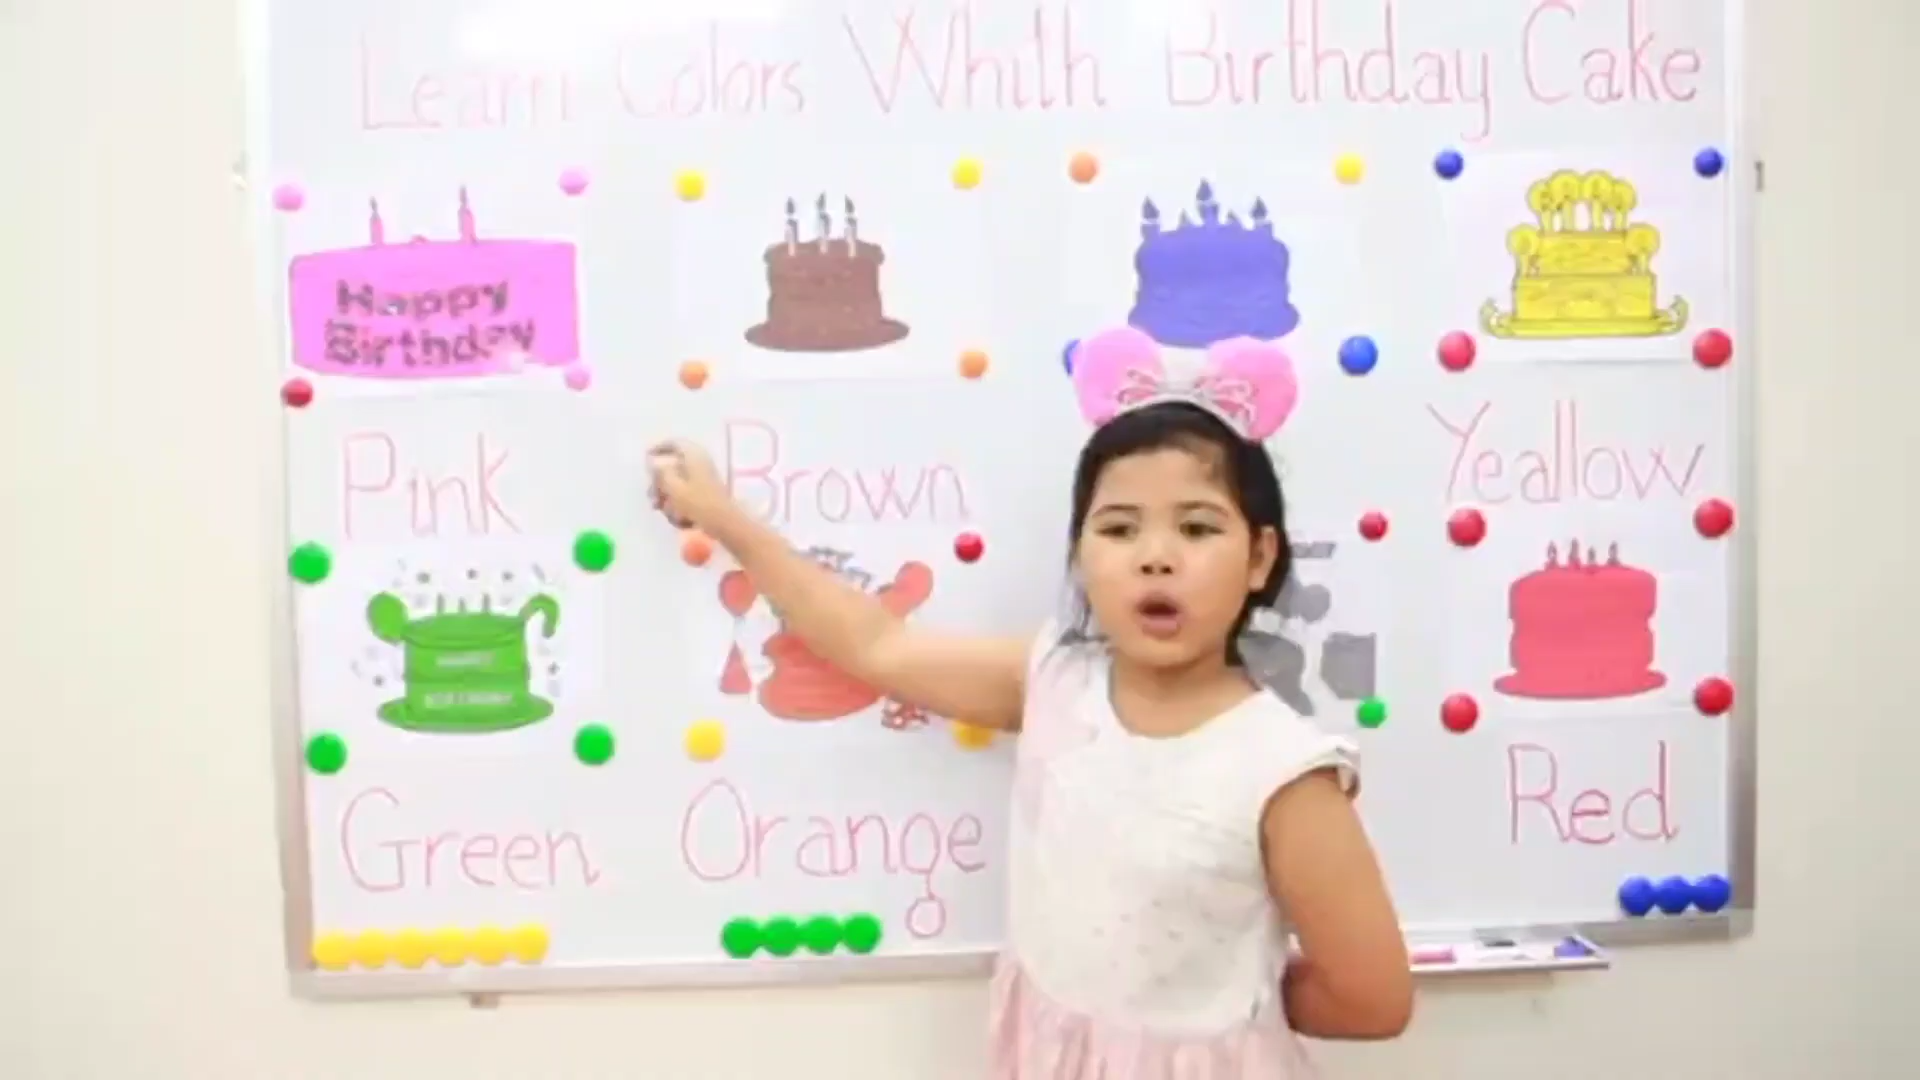 Learn Colors Whith Birthday Cake
Happy
Birthday
Pink
Brown
Yeallow
Green
Orange
Red